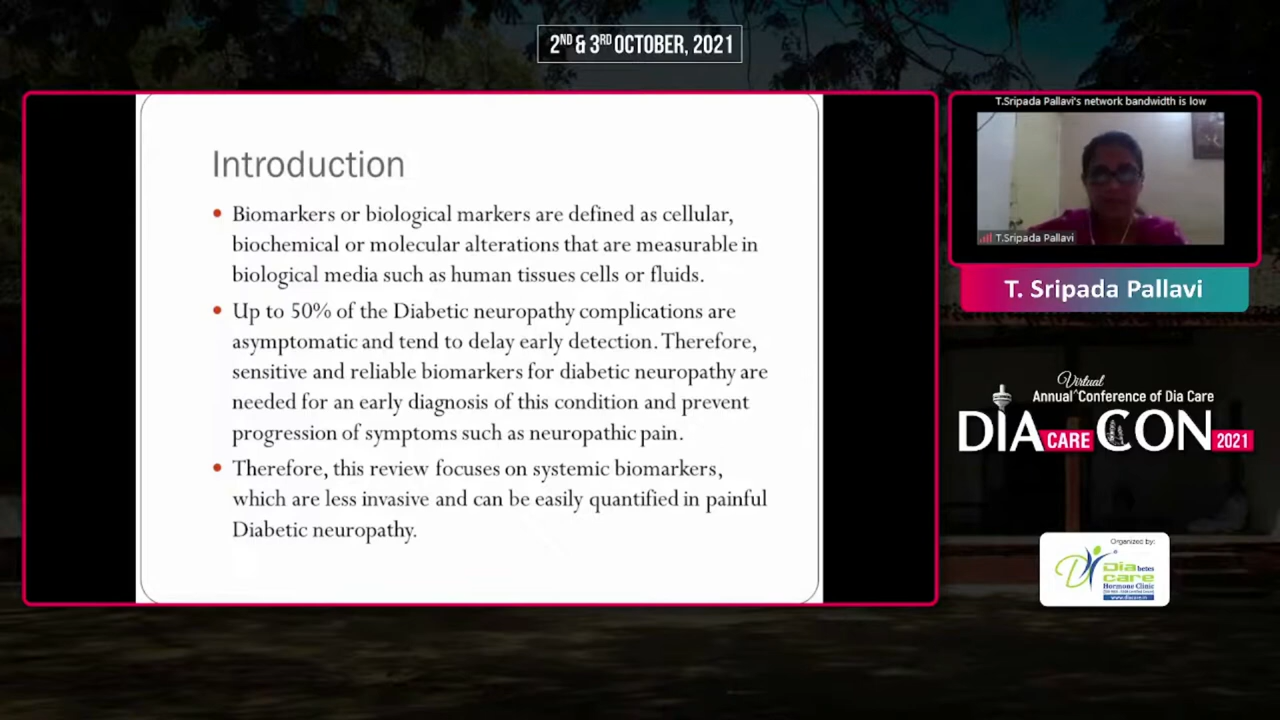 2ND & 3RD OCTOBER, 2021
Introduction
• Biomarkers or biological markers are defined as cellular,
biochemical or molecular alterations that are measurable in
biological media such as human tissues cells or fluids.
• Up to 50% of the Diabetic neuropathy complications are
asymptomatic and tend to delay early detection. Therefore,
sensitive and reliable biomarkers for diabetic neuropathy are
needed for an early diagnosis of this condition and prevent
progression of symptoms such as neuropathic pain.
• Therefore, this review focuses on systemic biomarkers,
which are less invasive and can be easily quantified in painful
Diabetic neuropathy.
T.Sripada Pallavi's network bandwidth is low
T.Sripada Pallavi
T. Sripada Pallavi
Virtual
Annual^Conference of Dia Care
DIA CARE CON 2021
Organized by:
Diabetes
care
Hormone Clinic
www.diacare.in